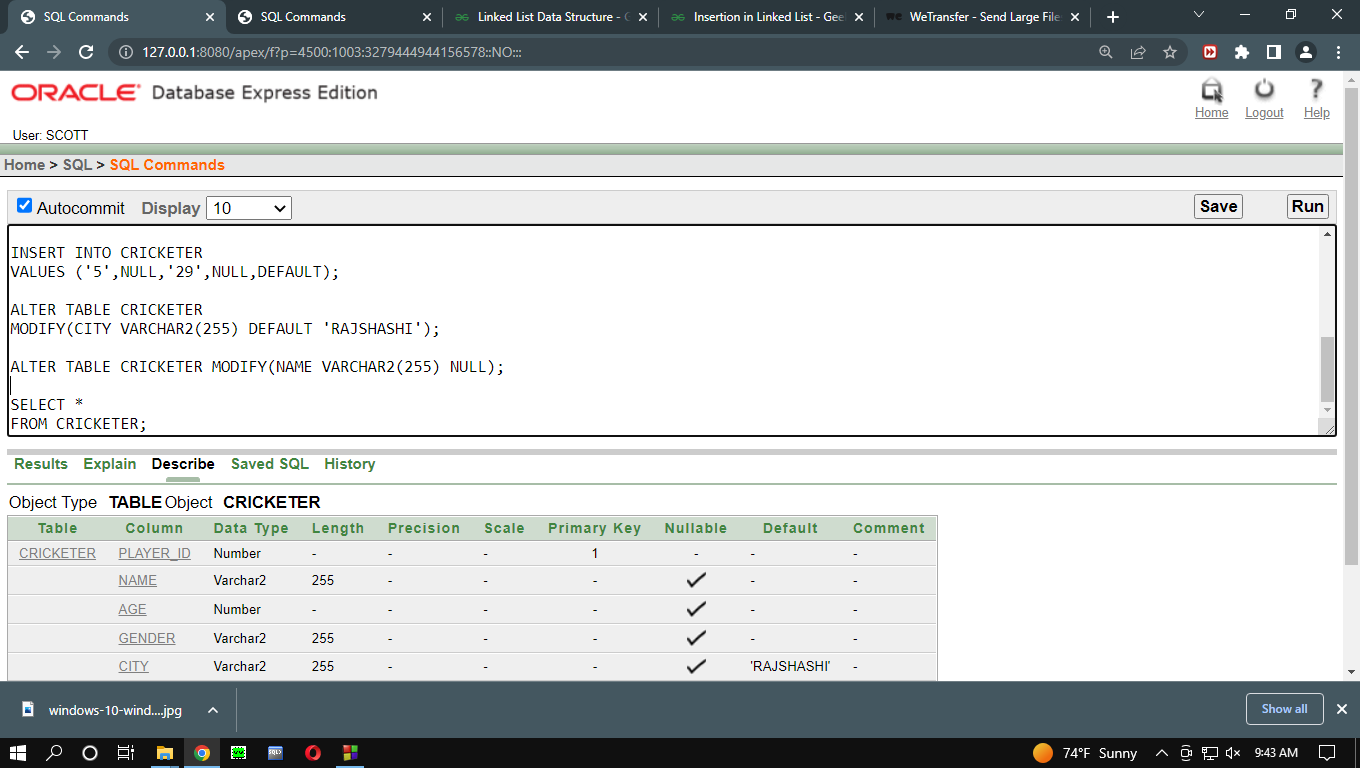 SQL Commands
SQL Commands
Linked List Data Structure - G
Insertion in Linked List - Geek
WeTransfer - Send Large File
127.0.0.1:8080/apex/f?p=4500:1003:3279444944156578::NO:::
ORACLE Database Express Edition
Home Logout Help
User: SCOTT
Home > SQL > SQL Commands
Autocommit Display 10 Save Run
INSERT INTO CRICKETER
VALUES ('5',NULL,'29',NULL,DEFAULT);
ALTER TABLE CRICKETER
MODIFY(CITY VARCHAR2(255) DEFAULT 'RAJSHASHI');
ALTER TABLE CRICKETER MODIFY(NAME VARCHAR2(255) NULL);
SELECT *
FROM CRICKETER;
Results Explain Describe Saved SQL History
Object Type TABLE Object CRICKETER
Table Column Data Type Length Precision Scale Primary Key Nullable Default Comment
CRICKETER PLAYER_ID Number - - - 1 - - -
NAME Varchar2 255 - - - ✓ - -
AGE Number - - - - ✓ - -
GENDER Varchar2 255 - - - ✓ - -
CITY Varchar2 255 - - - ✓ 'RAJSHASHI' -
windows-10-wind....jpg
Show all
74°F Sunny
9:43 AM